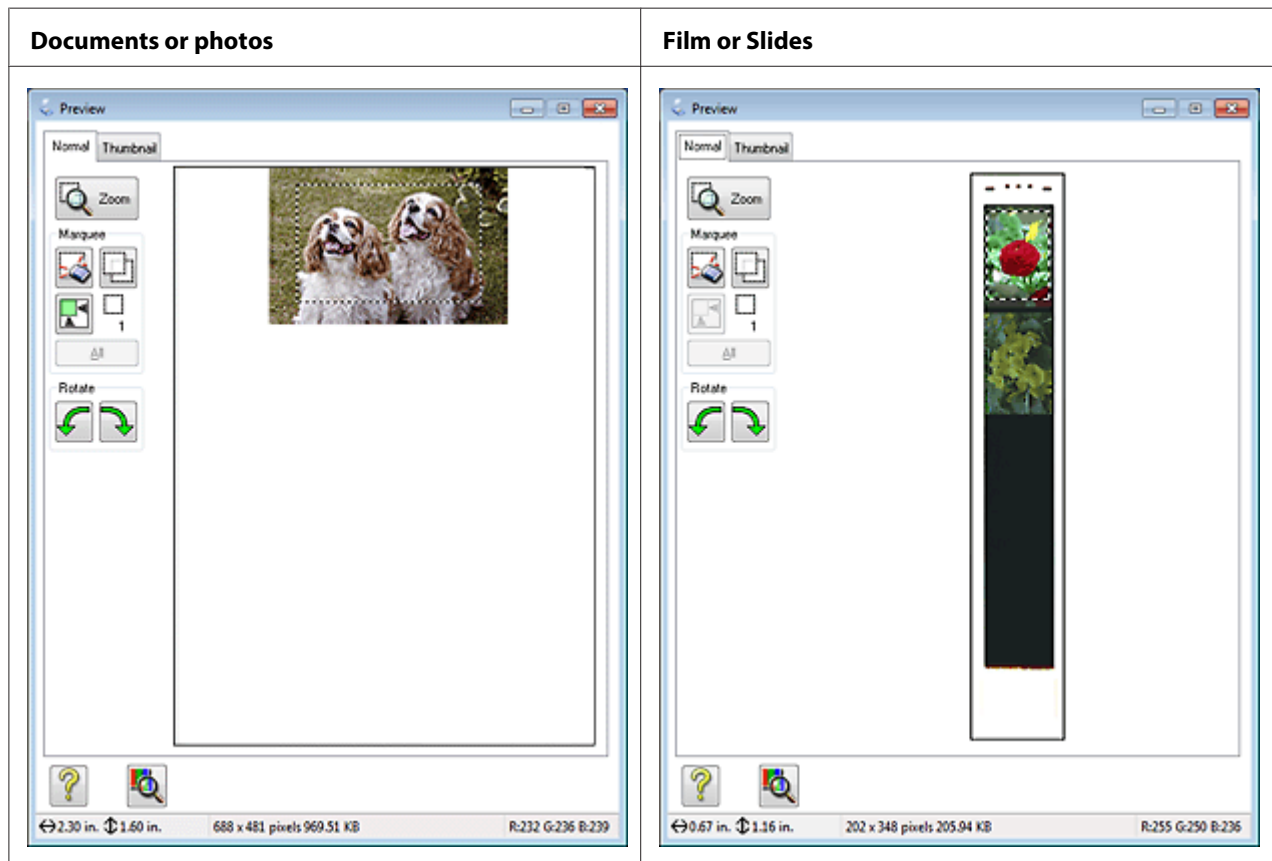 Documents or photos
Film or Slides
Preview
Normal Thumbnail
Zoom
Marquee
1
All
Rotate
?
2.30 in. 1.60 in. 688 x 481 pixels 969.51 KB R:232 G:236 B:239
Preview
Normal Thumbnail
Zoom
Marquee
1
All
Rotate
?
0.67 in. 1.16 in. 202 x 348 pixels 205.94 KB R:255 G:250 B:236